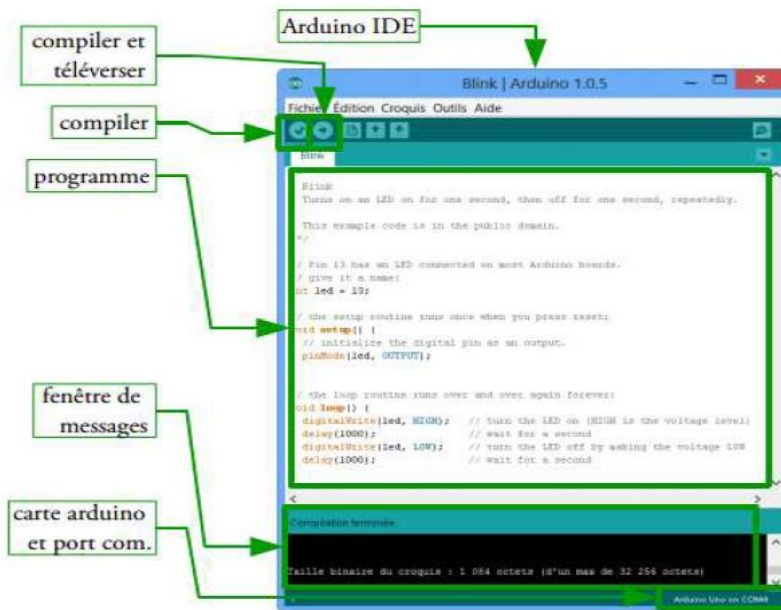 Arduino IDE
compiler et
téléverser
compiler
programme
fenêtre de
messages
carte arduino
et port com.
Blink | Arduino 1.0.5
Fichier Édition Croquis Outils Aide
Blink
Blink
Turns on an LED on for one second, then off for one second, repeatedly.
This example code is in the public domain.
*/
/ Pin 13 has an LED connected on most Arduino boards.
/ give it a name:
nt led = 13;
/ the setup routine runs once when you press reset:
oid setup() {
// initialize the digital pin as an output.
pinMode(led, OUTPUT);
/ the loop routine runs over and over again forever:
oid loop() {
digitalWrite(led, HIGH); // turn the LED on (HIGH is the voltage level)
delay(1000); // wait for a second
digitalWrite(led, LOW); // turn the LED off by making the voltage LOW
delay(1000); // wait for a second
Compilation terminée.
Taille binaire du croquis : 1 084 octets (d'un max de 32 256 octets)
Arduino Uno on